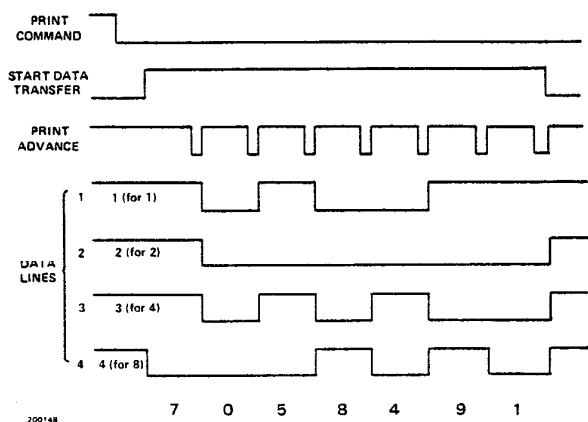 PRINT
COMMAND
START DATA
TRANSFER
PRINT
ADVANCE
DATA
LINES
1 1 (for 1)
2 2 (for 2)
3 3 (for 4)
4 4 (for 8)
7 0 5 8 4 9 1
200148